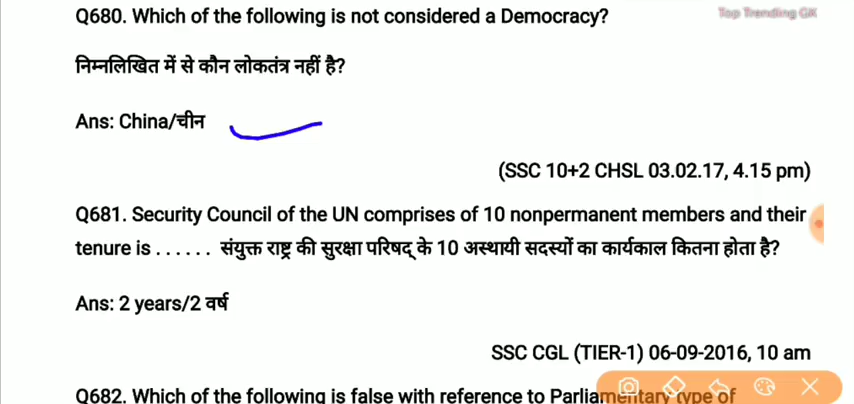 Top Trending GK
Q680. Which of the following is not considered a Democracy?
निम्नलिखित में से कौन लोकतंत्र नहीं है?
Ans: China/चीन
(SSC 10+2 CHSL 03.02.17, 4.15 pm)
Q681. Security Council of the UN comprises of 10 nonpermanent members and their
tenure is . . . . . . संयुक्त राष्ट्र की सुरक्षा परिषद् के 10 अस्थायी सदस्यों का कार्यकाल कितना होता है?
Ans: 2 years/2 वर्ष
SSC CGL (TIER-1) 06-09-2016, 10 am
Q682. Which of the following is false with reference to Parliamentary type of